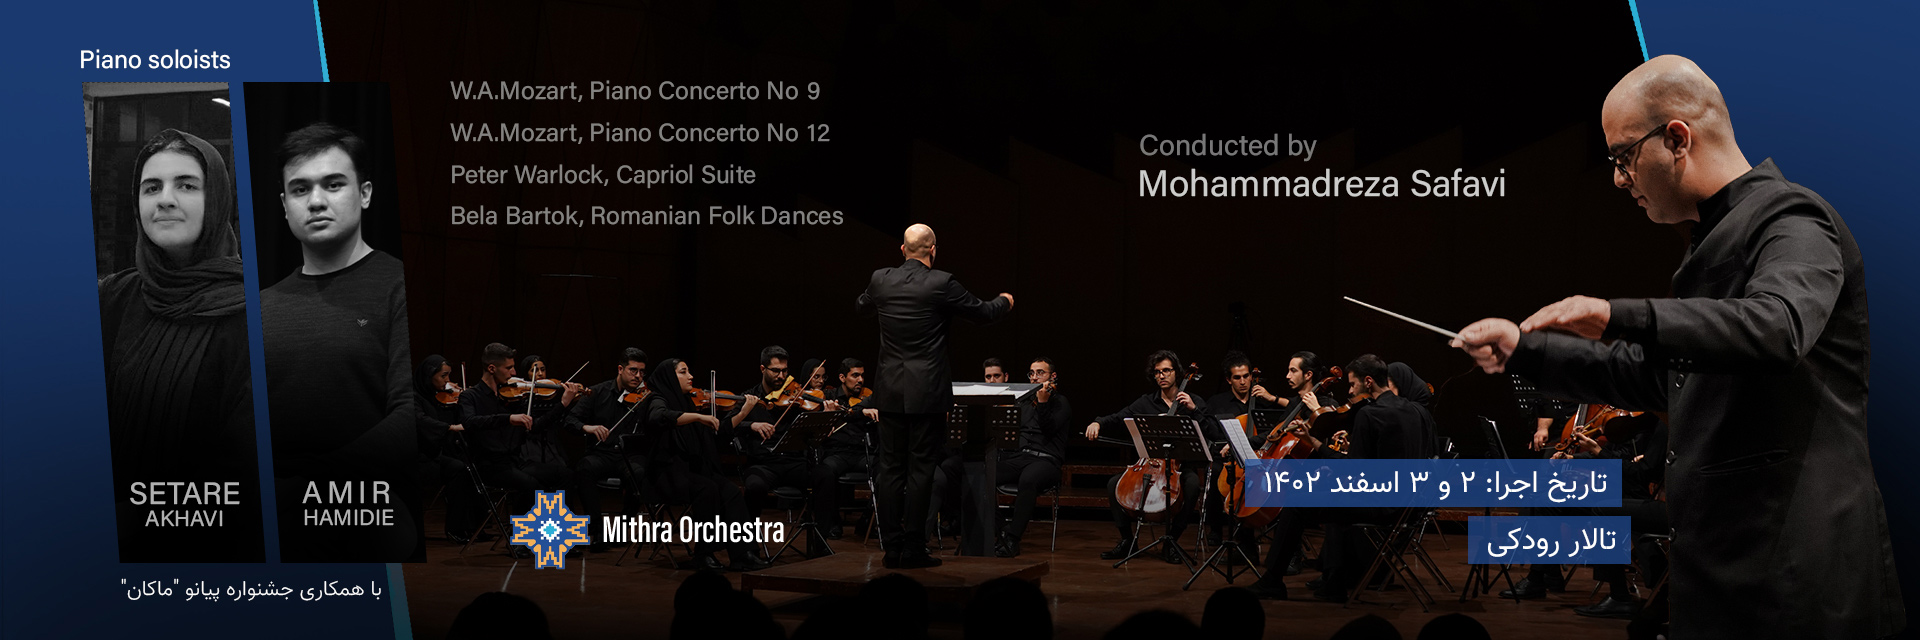 Piano soloists
SETARE
AKHAVI
AMIR
HAMIDIE
با همکاری جشنواره پیانو "ماکان"
W.A.Mozart, Piano Concerto No 9
W.A.Mozart, Piano Concerto No 12
Peter Warlock, Capriol Suite
Bela Bartok, Romanian Folk Dances
Mithra Orchestra
Conducted by
Mohammadreza Safavi
تاریخ اجرا: ۲ و ۳ اسفند ۱۴۰۲
تالار رودکی